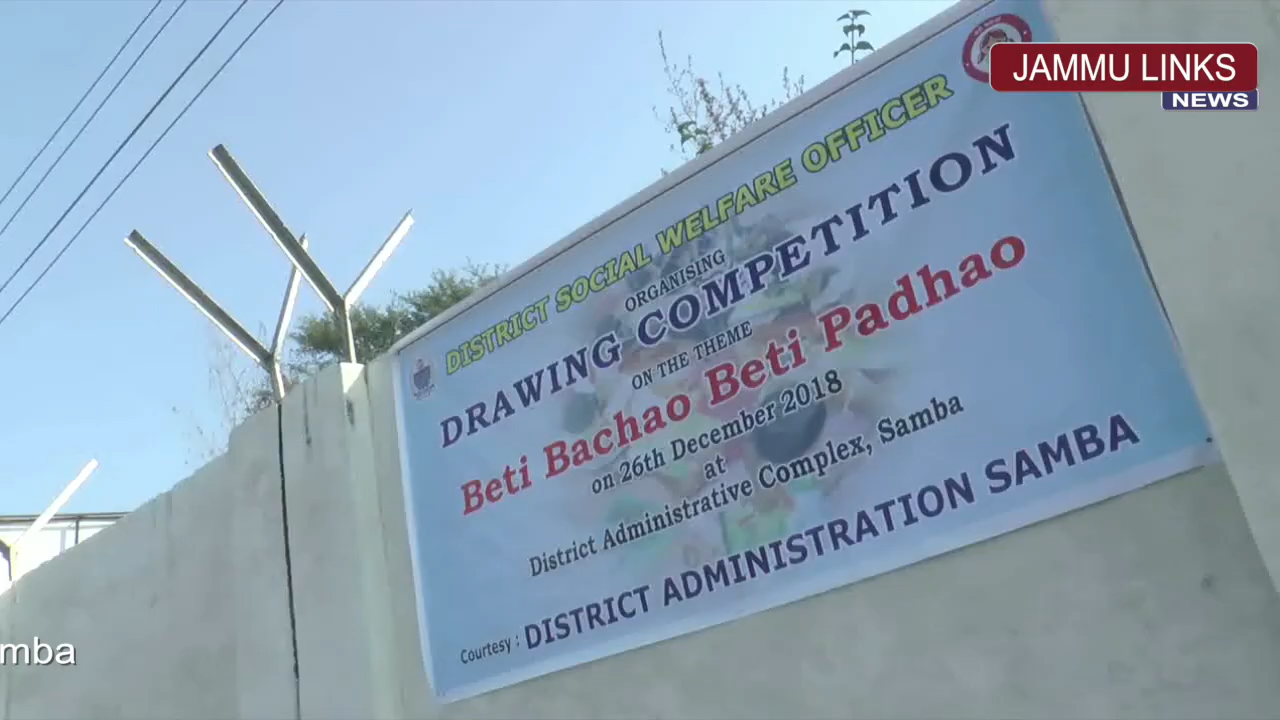 JAMMU LINKS
NEWS
DISTRICT SOCIAL WELFARE OFFICER
ORGANISING
DRAWING COMPETITION
ON THE THEME
Beti Bachao Beti Padhao
on 26th December 2018
at
District Administrative Complex, Samba
Courtesy : DISTRICT ADMINISTRATION SAMBA
mba